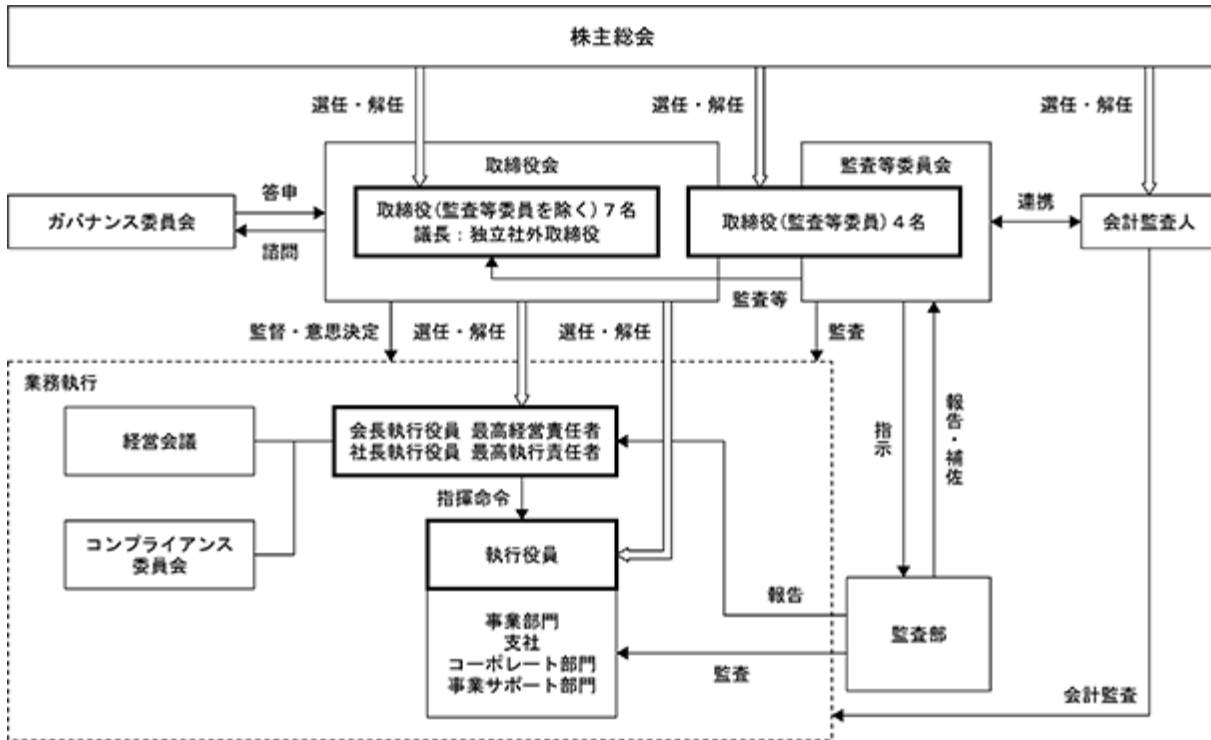 株主総会
選任・解任
選任・解任
選任・解任
取締役会
監査等委員会
ガバナンス委員会
答申
諮問
取締役(監査等委員を除く)7名
議長:独立社外取締役
取締役(監査等委員)4名
連携
会計監査人
監査等
監督・意思決定
選任・解任
選任・解任
監査
業務執行
経営会議
会長執行役員 最高経営責任者
社長執行役員 最高執行責任者
指示
報告・補佐
指揮命令
コンプライアンス
委員会
執行役員
事業部門
支社
コーポレート部門
事業サポート部門
報告
監査
監査部
会計監査